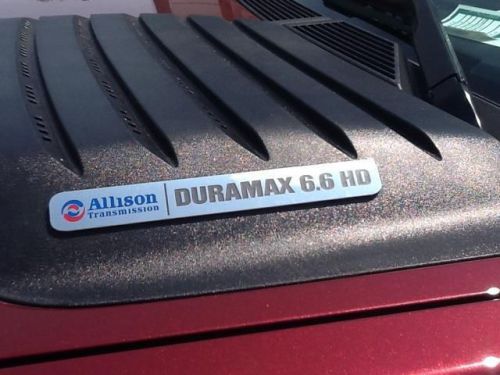 Allison DURAMAX 6.6 HD
Transmission